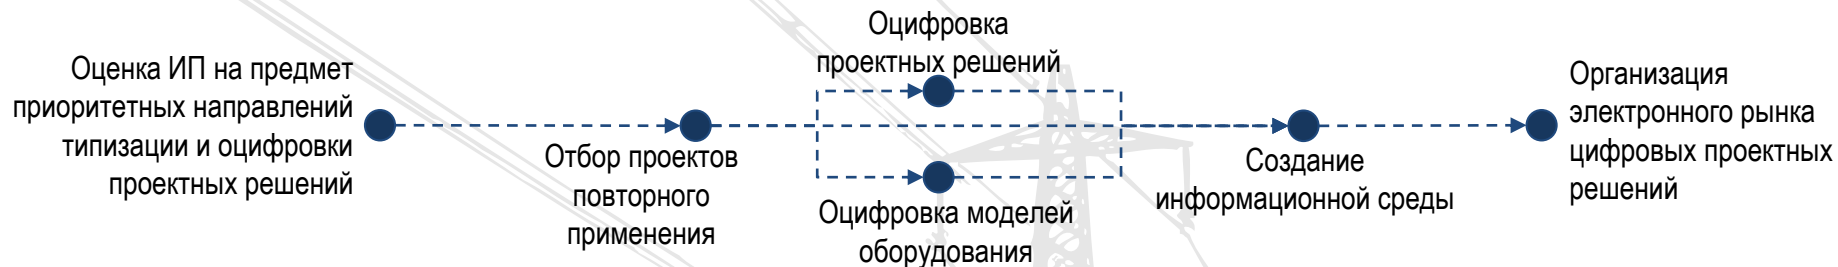 Оценка ИП на предмет
приоритетных направлений
типизации и оцифровки
проектных решений
Отбор проектов
повторного
применения
Оцифровка
проектных решений
Оцифровка моделей
оборудования
Создание
информационной среды
Организация
электронного рынка
цифровых проектных
решений